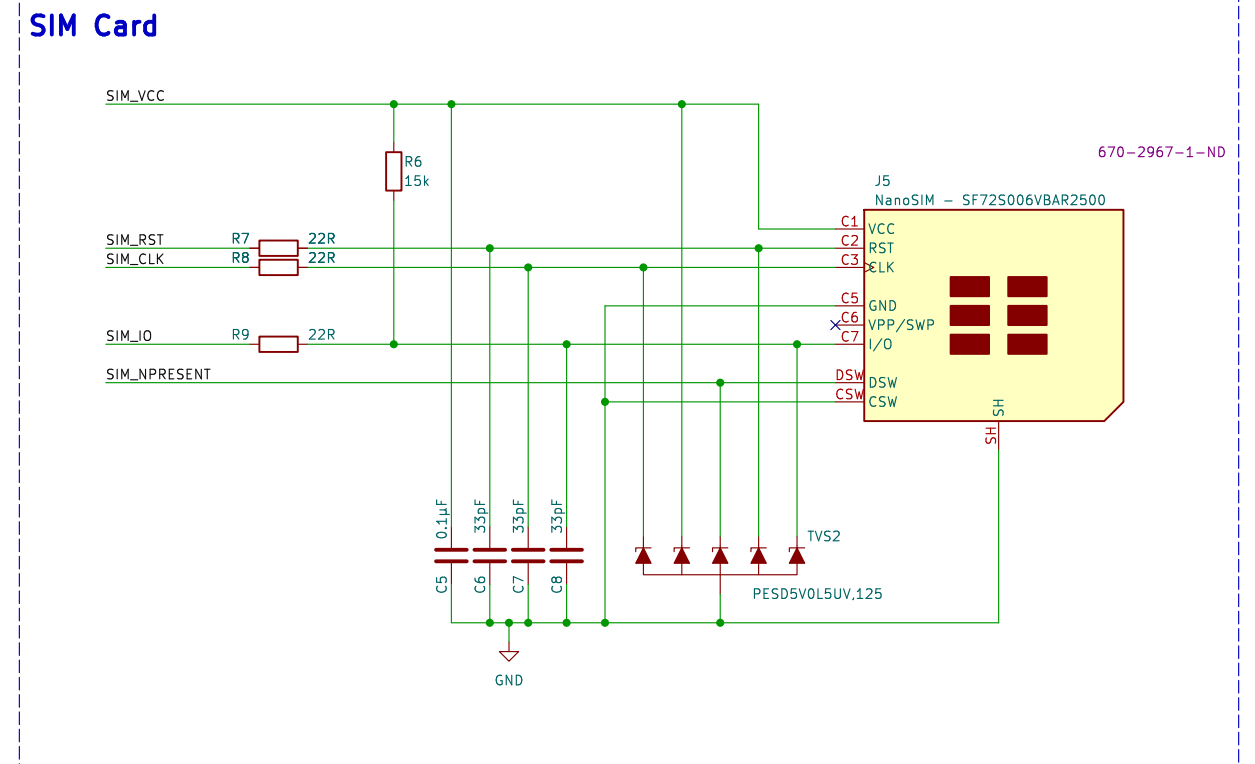 SIM Card
SIM_VCC
R6
15k
670-2967-1-ND
J5
NanoSIM - SF72S006VBAR2500
SIM_RST
R7
22R
SIM_CLK
R8
22R
C1
VCC
C2
RST
C3
CLK
C5
GND
C6
VPP/SWP
SIM_IO
R9
22R
C7
I/O
SIM_NPRESENT
DSW
DSW
CSW
CSW
SH
SH
0.1µF
33pF
33pF
33pF
C5
C6
C7
C8
TVS2
PESD5V0L5UV,125
GND